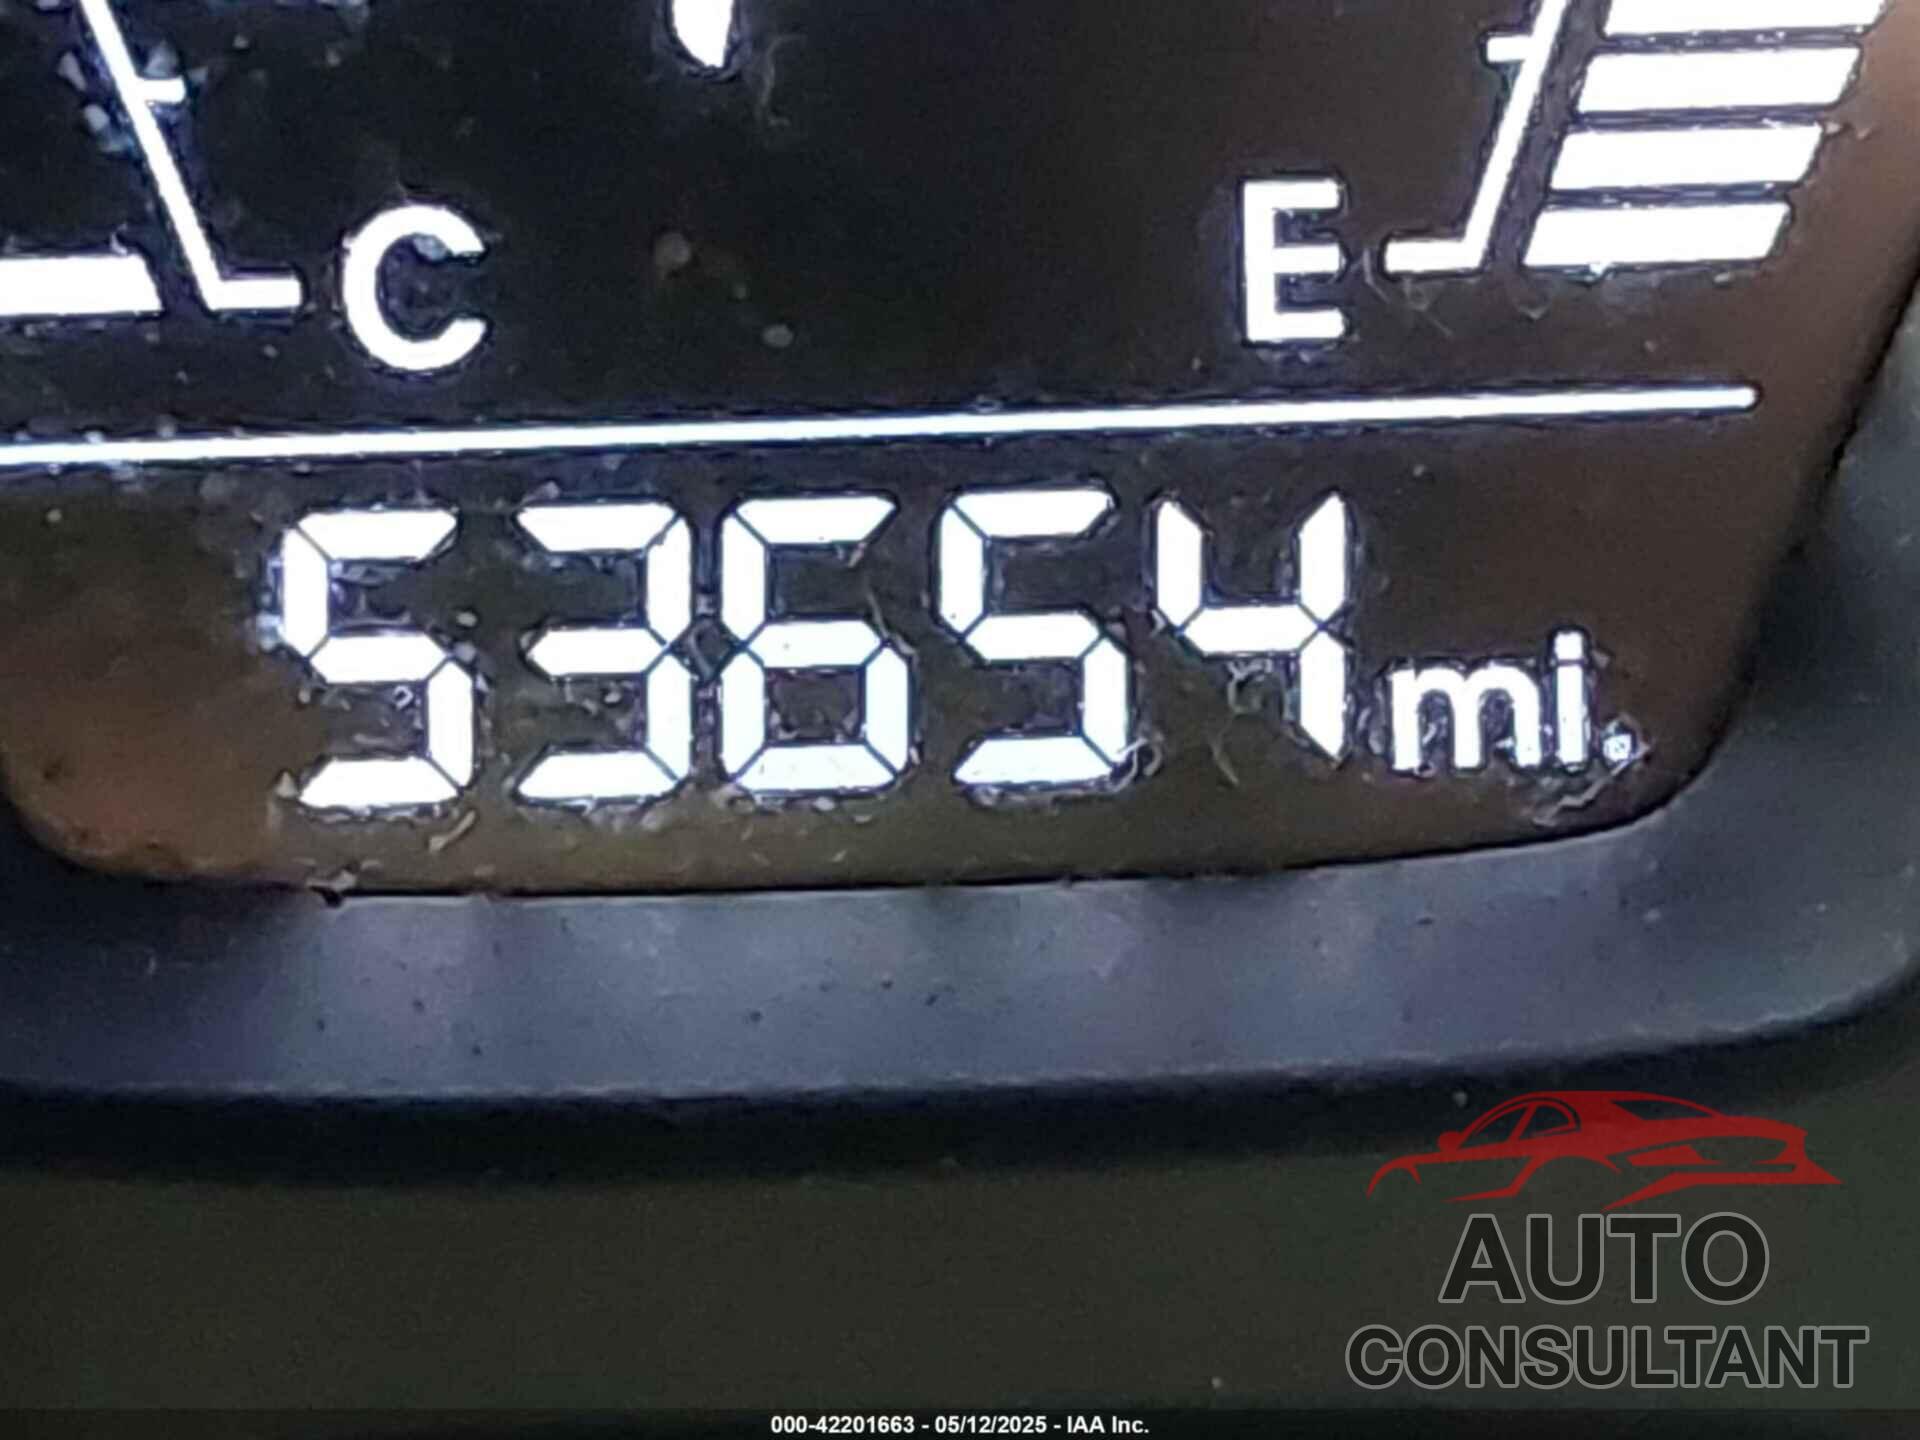 C E
53654 mi.
AUTO
CONSULTANT
000-42201663 - 05/12/2025 - IAA Inc.